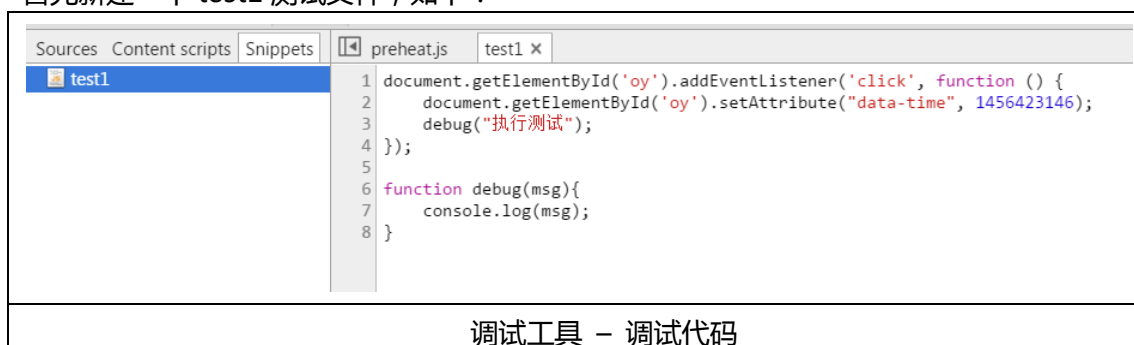 Sources Content scripts Snippets preheat.js test1 ×
test1
1 document.getElementById('oy').addEventListener('click', function () {
2 document.getElementById('oy').setAttribute("data-time", 1456423146);
3 debug("执行测试");
4 });
5
6 function debug(msg){
7 console.log(msg);
8 }
调试工具 – 调试代码